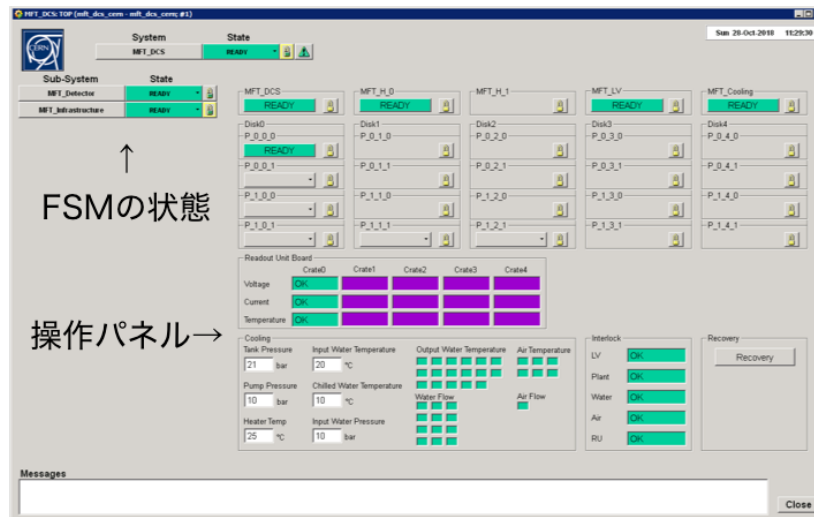 MFT_DCS: TOP (mft_dcs_cern - mft_dcs_cern; #1)
CERN
System State
MFT_DCS READY
Sun 28-Oct-2018 11:29:30
Sub-System State
MFT_Detector READY
MFT_Infrastructure READY
↑
FSMの状態
操作パネル→
MFT_DCS MFT_H_0 MFT_H_1 MFT_LV MFT_Cooling
READY READY READY READY
Disk0 Disk1 Disk2 Disk3 Disk4
P_0_0_0 P_0_1_0 P_0_2_0 P_0_3_0 P_0_4_0
READY
P_0_0_1 P_0_1_1 P_0_2_1 P_0_3_1 P_0_4_1
P_1_0_0 P_1_1_0 P_1_2_0 P_1_3_0 P_1_4_0
P_1_0_1 P_1_1_1 P_1_2_1 P_1_3_1 P_1_4_1
Readout Unit Board
Crate0 Crate1 Crate2 Crate3 Crate4
Voltage OK
Current OK
Temperature OK
Cooling
Tank Pressure Input Water Temperature Output Water Temperature Air Temperature
21 bar 20 ℃
Pump Pressure Chilled Water Temperature
10 bar 10 ℃
Water Flow Air Flow
Heater Temp Input Water Pressure
25 ℃ 10 bar
Interlock
LV OK
Plant OK
Water OK
Air OK
RU OK
Recovery
Recovery
Messages
Close